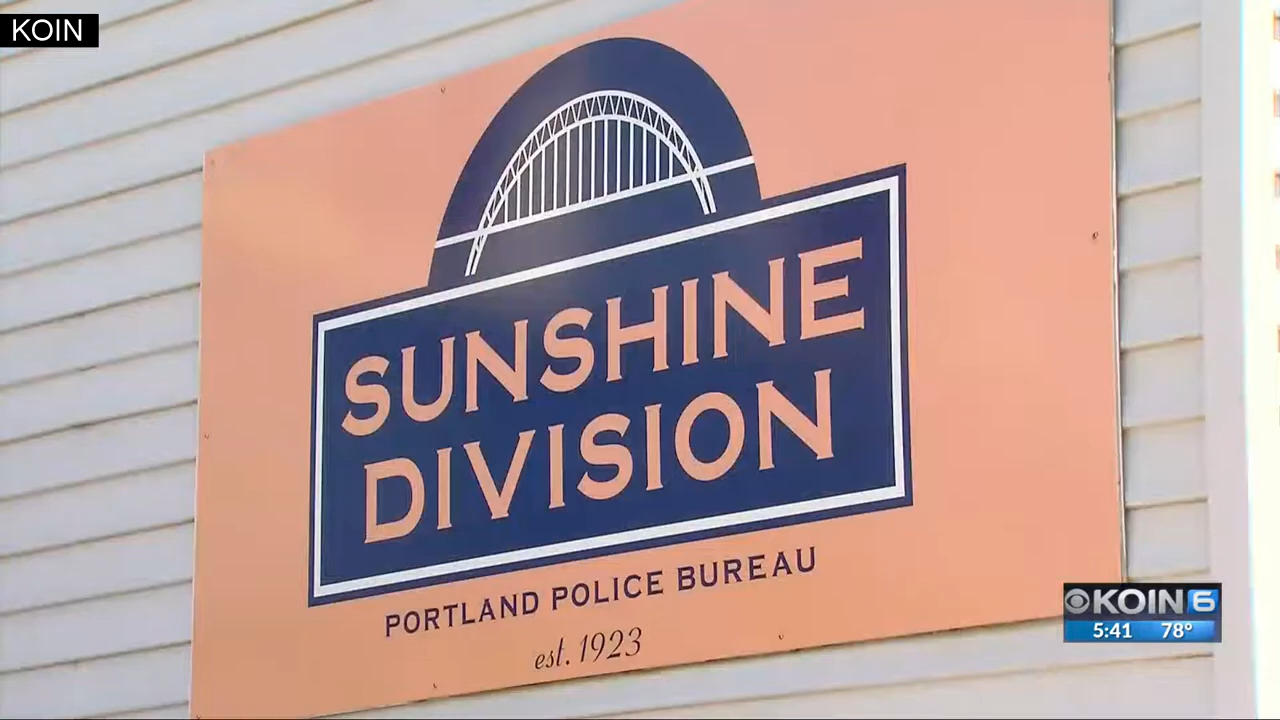 KOIN
SUNSHINE
DIVISION
PORTLAND POLICE BUREAU
est. 1923
KOIN 6
5:41 78°